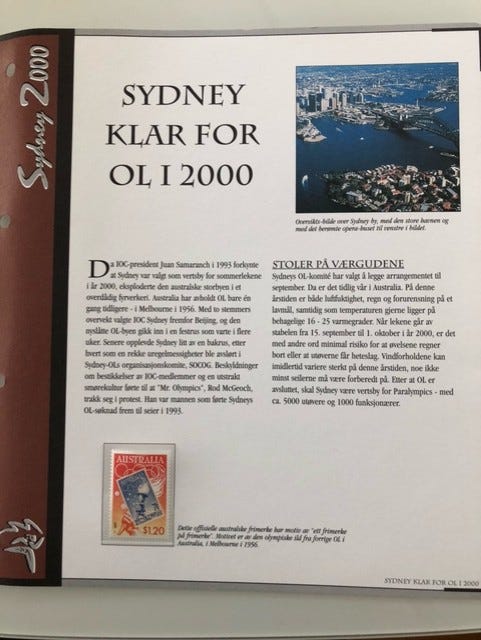 Sydney 2000
SYDNEY
KLAR FOR
OL I 2000
Oversikts-bilde over Sydney by, med den store havnen og
med det berømte opera-huset til venstre i bildet.
Da IOC-president Juan Samaranch i 1993 forkynte
at Sydney var valgt som vertsby for sommerlekene
i år 2000, eksploderte den australske storbyen i et
overdådig fyrverkeri. Australia har avholdt OL bare én
gang tidligere - i Melbourne i 1956. Med to stemmers
overvekt valgte IOC Sydney fremfor Beijing, og den
nyslåtte OL-byen gikk inn i en festrus som varte i flere
uker. Senere opplevde Sydney litt av en bakrus, etter
hvert som en rekke uregelmessigheter ble avslørt i
Sydney-OLs organisasjonskomite, SOCOG. Beskyldninger
om bestikkelser av IOC-medlemmer og en utstrakt
smørekultur førte til at "Mr. Olympics", Rod McGeoch,
trakk seg i protest. Han var mannen som førte Sydneys
OL-søknad frem til seier i 1993.
STOLER PÅ VÆRGUDENE
Sydneys OL-komité har valgt å legge arrangementet til
september. Da er det tidlig vår i Australia. På denne
årstiden er både luftfuktighet, regn og forurensning på et
lavmål, samtidig som temperaturen gjerne ligger på
behagelige 16 - 25 varmegrader. Når lekene går av
stabelen fra 15. september til 1. oktober i år 2000, er det
med andre ord minimal risiko for at øvelsene regner
bort eller at utøverne får heteslag. Vindforholdene kan
imidlertid variere sterkt på denne årstiden, noe ikke
minst seilerne må være forberedt på. Etter at OL er
avsluttet, skal Sydney være vertsby for Paralympics - med
ca. 5000 utøvere og 1000 funksjonærer.
AUSTRALIA
$1.20
Dette offisielle australske frimerke har motiv av "ett frimerke
på frimerke". Motivet er av den olympiske ild fra forrige OL i
Australia, i Melbourne i 1956.
SYDNEY KLAR FOR OL I 2000